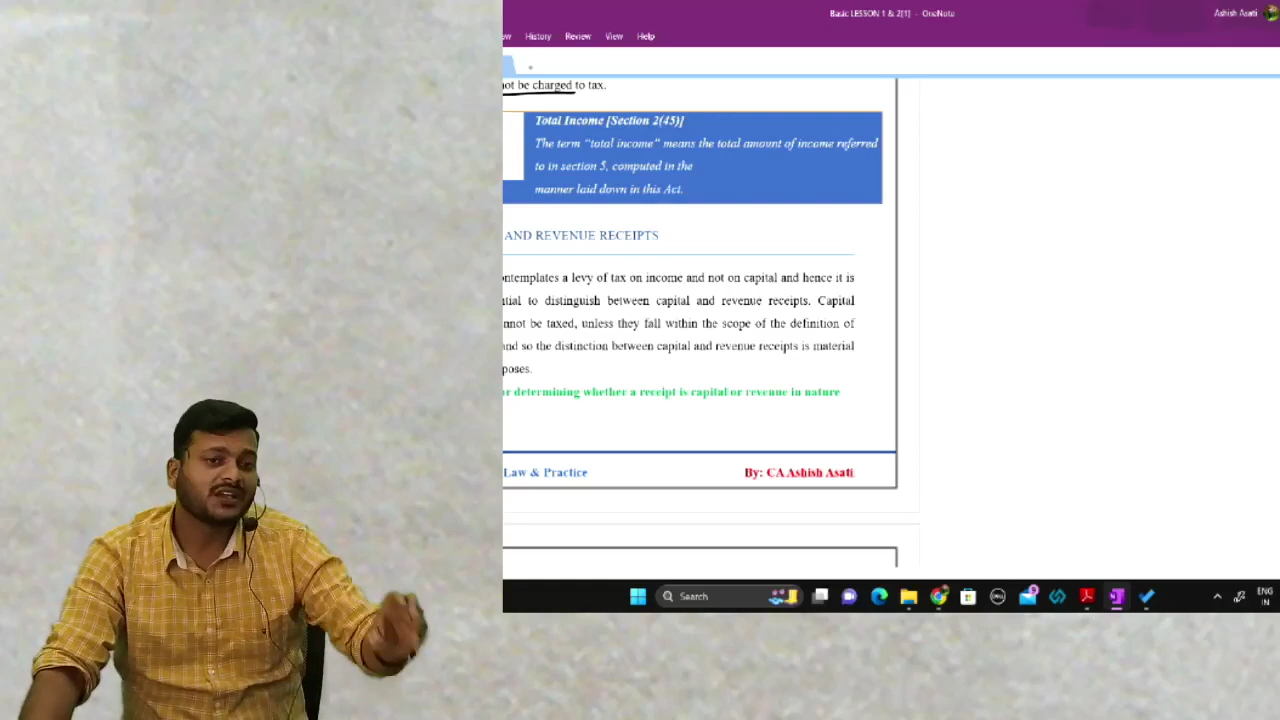 Basic LESSON 1 & 2[1] - OneNote
Ashish Asati
History Review View Help
not be charged to tax.
Total Income [Section 2(45)]
The term "total income" means the total amount of income referred
to in section 5, computed in the
manner laid down in this Act.
AND REVENUE RECEIPTS
ontemplates a levy of tax on income and not on capital and hence it is
ntial to distinguish between capital and revenue receipts. Capital
nnot be taxed, unless they fall within the scope of the definition of
and so the distinction between capital and revenue receipts is material
poses.
or determining whether a receipt is capital or revenue in nature
Law & Practice
By: CA Ashish Asati
Search
ENG
IN